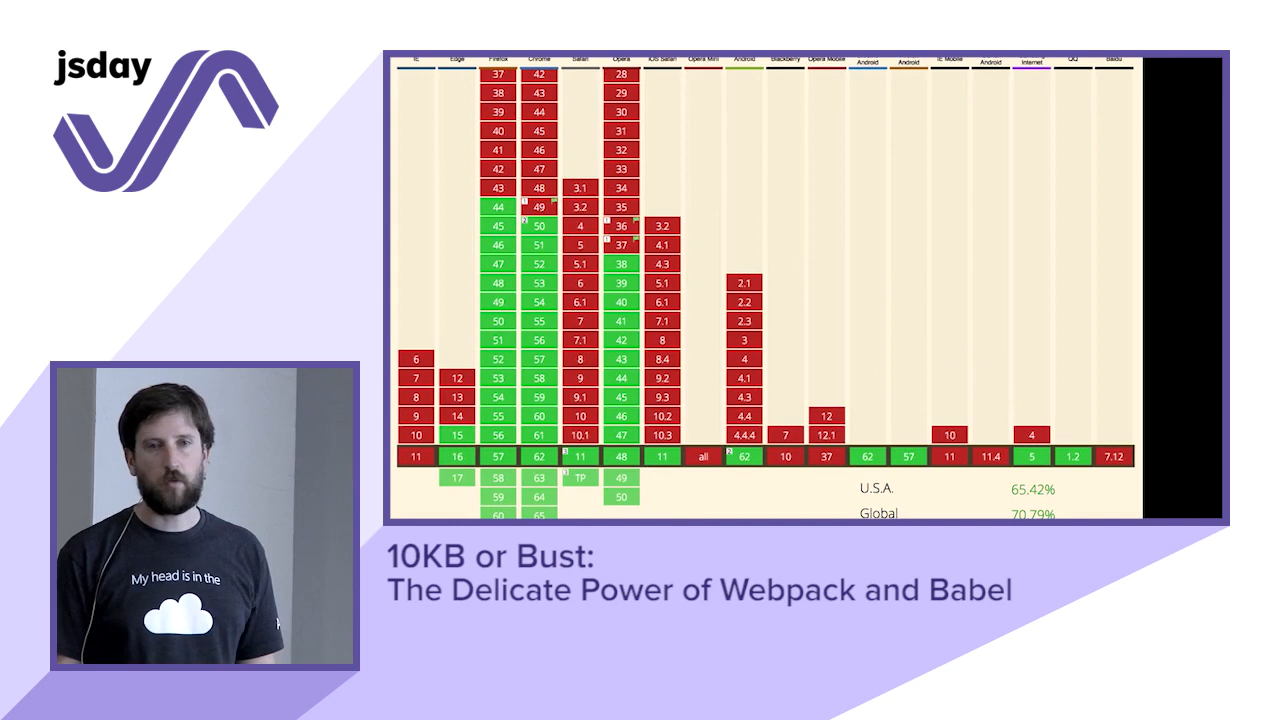 jsday
IE Edge Firefox Chrome Safari Opera iOS Safari Opera Mini Android Blackberry Opera Mobile Android Android IE Mobile Android Internet QQ Baidu
37 42 28
38 43 29
39 44 30
40 45 31
41 46 32
42 47 33
43 48 3.1 34
44 1 49 3.2 35
45 2 50 4 1 36 3.2
46 51 5 1 37 4.1
47 52 5.1 38 4.3
48 53 6 39 5.1 2.1
49 54 6.1 40 6.1 2.2
50 55 7 41 7.1 2.3
51 56 7.1 42 8 3
6 52 57 8 43 8.4 4
7 12 53 58 9 44 9.2 4.1
8 13 54 59 9.1 45 9.3 4.3
9 14 55 60 10 46 10.2 4.4 12
10 15 56 61 10.1 47 10.3 4.4.4 7 12.1 10 4
11 16 57 62 11 48 11 all 2 62 10 37 62 57 11 11.4 5 1.2 7.12
17 58 63 TP 49
59 64 50
60 65
U.S.A. 65.42%
Global 70.79%
10KB or Bust:
The Delicate Power of Webpack and Babel
My head is in the